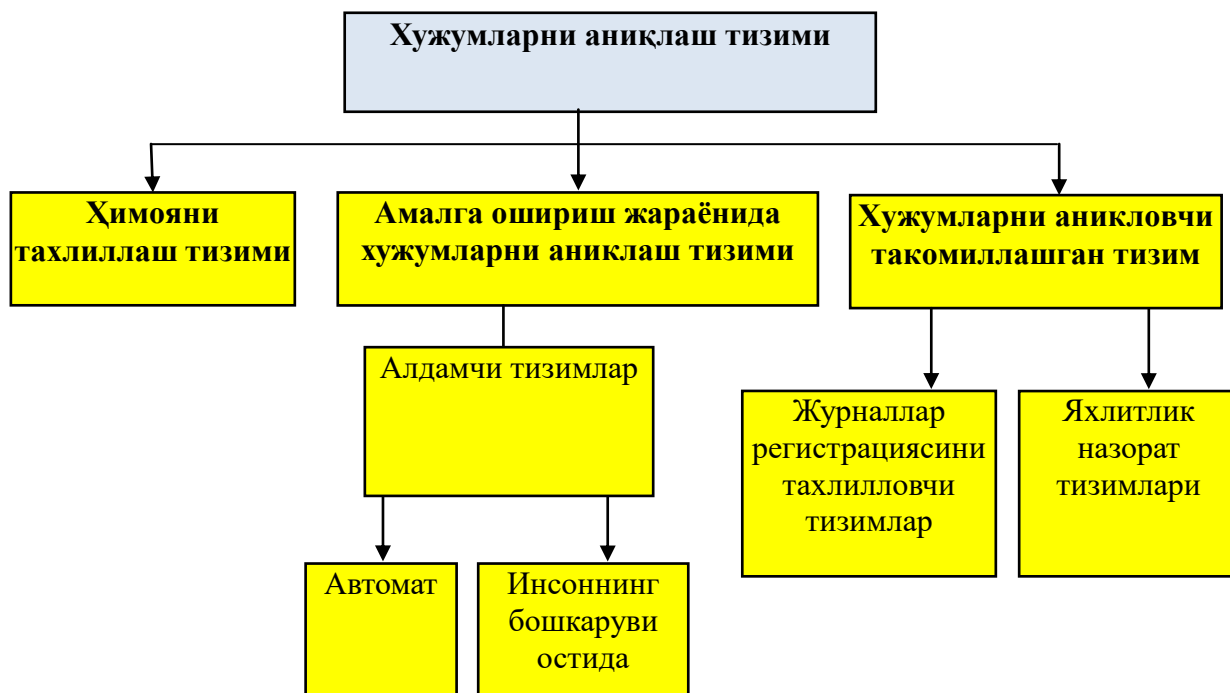 Хужумларни аниқлаш тизими
Ҳимояни
тахлиллаш тизими
Амалга ошириш жараёнида
хужумларни аниклаш тизими
Хужумларни аникловчи
такомиллашган тизим
Алдамчи тизимлар
Журналлар
регистрациясини
тахлилловчи
тизимлар
Яхлитлик
назорат
тизимлари
Автомат
Инсоннинг
бошкаруви
остида